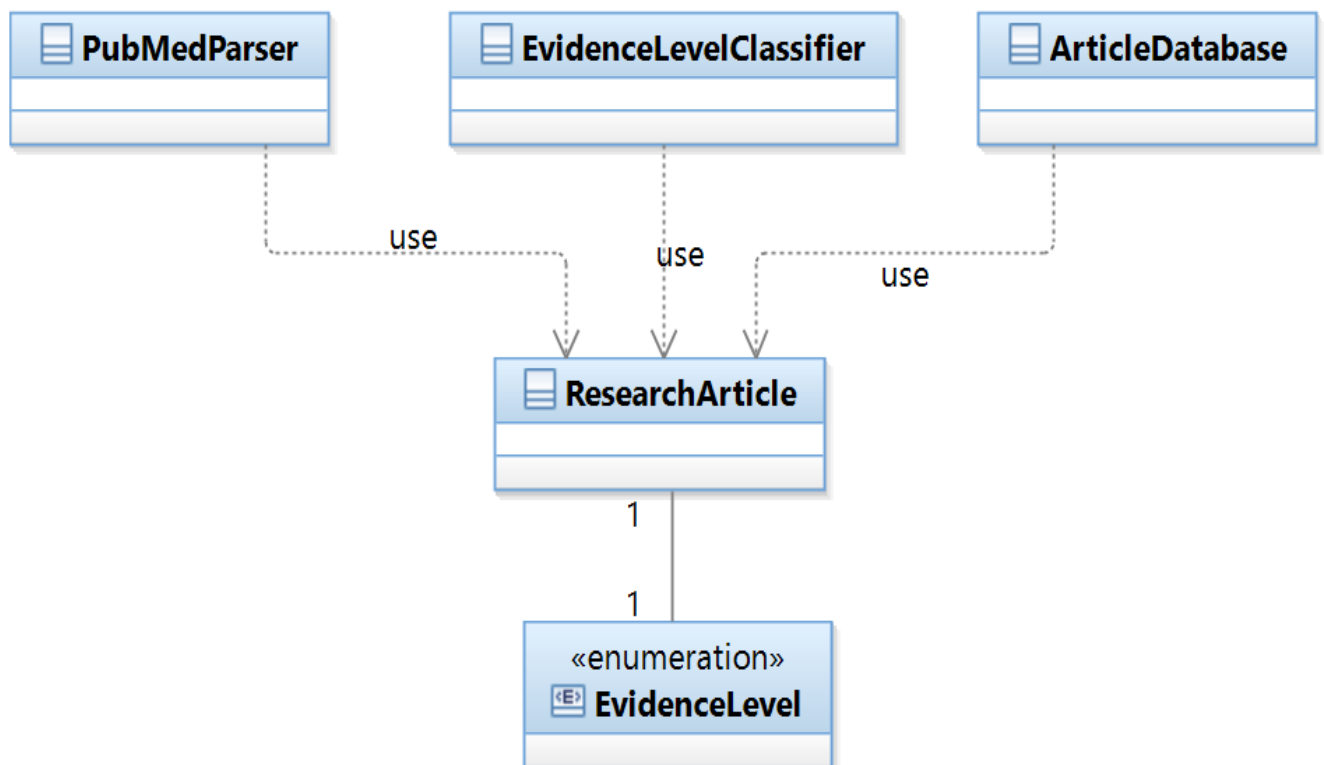 PubMedParser
EvidenceLevelClassifier
ArticleDatabase
use
use
use
ResearchArticle
1
1
«enumeration»
<E> EvidenceLevel